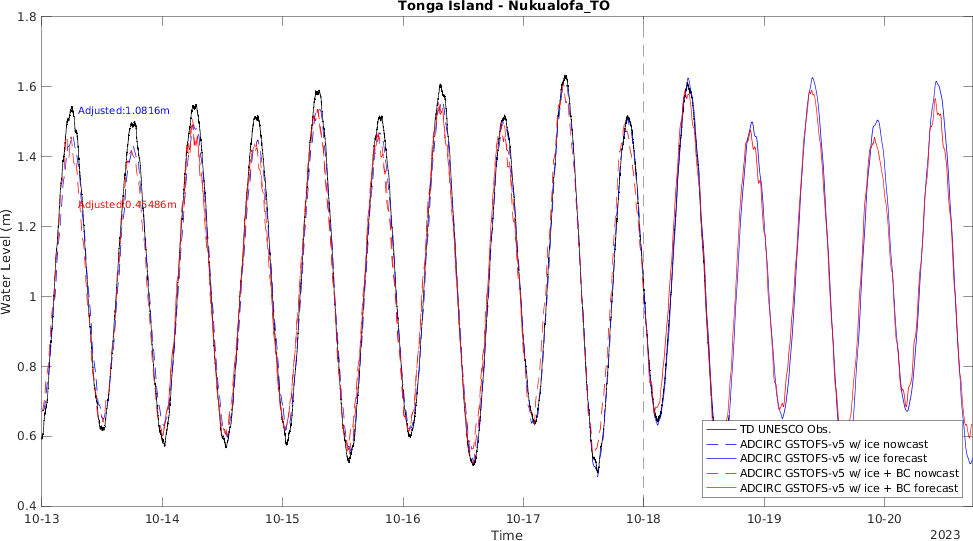 Tonga Island - Nukualofa_TO
1.8
1.6
1.4
1.2
1
0.8
0.6
0.4
Water Level (m)
Adjusted:1.0816m
Adjusted:0.45486m
TD UNESCO Obs.
ADCIRC GSTOFS-v5 w/ ice nowcast
ADCIRC GSTOFS-v5 w/ ice forecast
ADCIRC GSTOFS-v5 w/ ice + BC nowcast
ADCIRC GSTOFS-v5 w/ ice + BC forecast
10-13 10-14 10-15 10-16 10-17 10-18 10-19 10-20
Time
2023